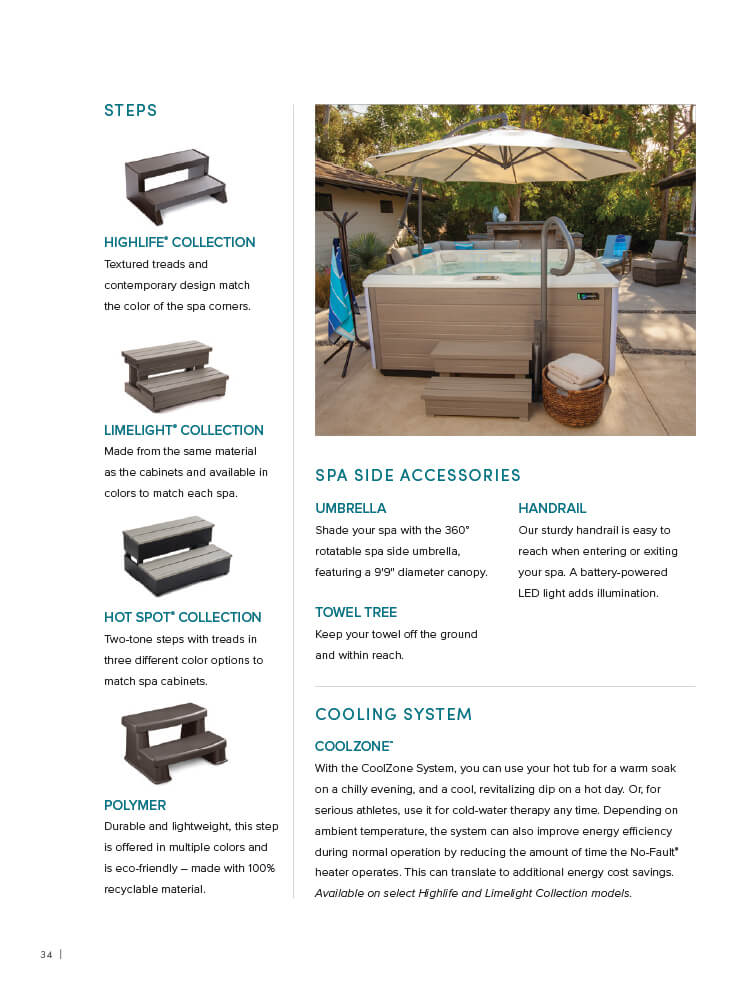 STEPS
HIGHLIFE® COLLECTION
Textured treads and
contemporary design match
the color of the spa corners.
LIMELIGHT® COLLECTION
Made from the same material
as the cabinets and available in
colors to match each spa.
HOT SPOT® COLLECTION
Two-tone steps with treads in
three different color options to
match spa cabinets.
POLYMER
Durable and lightweight, this step
is offered in multiple colors and
is eco-friendly – made with 100%
recyclable material.
SPA SIDE ACCESSORIES
UMBRELLA
Shade your spa with the 360°
rotatable spa side umbrella,
featuring a 9'9" diameter canopy.
TOWEL TREE
Keep your towel off the ground
and within reach.
HANDRAIL
Our sturdy handrail is easy to
reach when entering or exiting
your spa. A battery-powered
LED light adds illumination.
COOLING SYSTEM
COOLZONE™
With the CoolZone System, you can use your hot tub for a warm soak
on a chilly evening, and a cool, revitalizing dip on a hot day. Or, for
serious athletes, use it for cold-water therapy any time. Depending on
ambient temperature, the system can also improve energy efficiency
during normal operation by reducing the amount of time the No-Fault®
heater operates. This can translate to additional energy cost savings.
Available on select Highlife and Limelight Collection models.
34 |